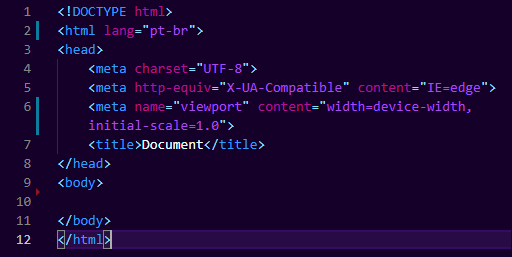 1 <!DOCTYPE html>
2 <html lang="pt-br">
3 <head>
4     <meta charset="UTF-8">
5     <meta http-equiv="X-UA-Compatible" content="IE=edge">
6     <meta name="viewport" content="width=device-width,
    initial-scale=1.0">
7     <title>Document</title>
8 </head>
9 <body>
10
11 </body>
12 </html>